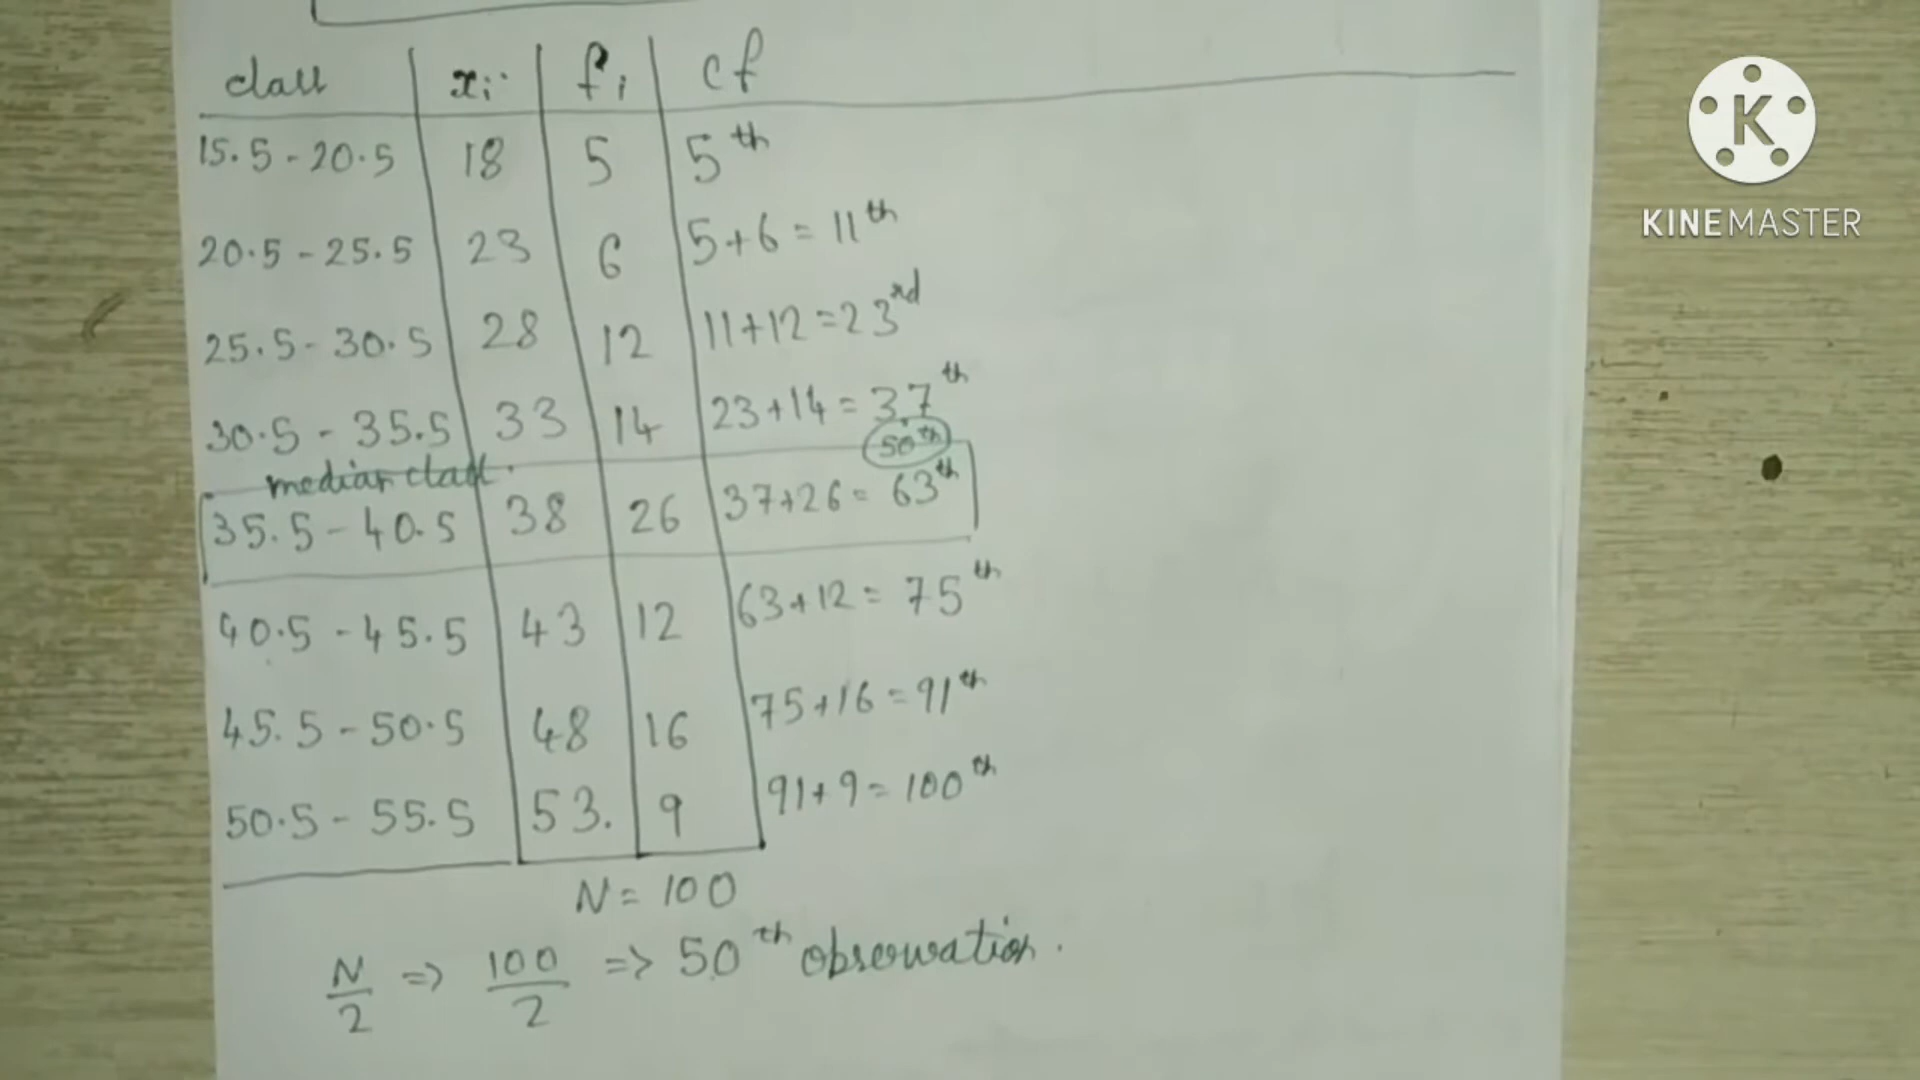 class xi fi cf
15.5 - 20.5 18 5 5th
20.5 - 25.5 23 6 5+6 = 11th
25.5 - 30.5 28 12 11+12 = 23rd
30.5 - 35.5 33 14 23+14 = 37th
median class. 50th
35.5 - 40.5 38 26 37+26 = 63th
40.5 - 45.5 43 12 63+12 = 75th
45.5 - 50.5 48 16 75+16 = 91th
50.5 - 55.5 53. 9 91+9 = 100th
N = 100
N/2 => 100/2 => 50th observation.
K
KINEMASTER